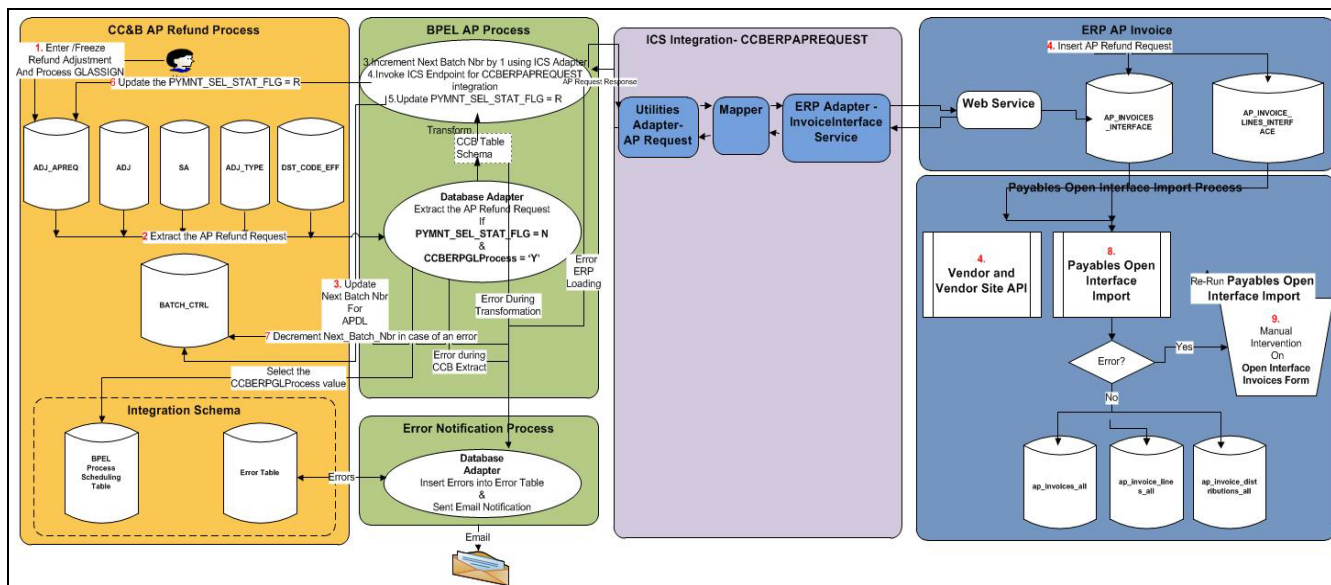 CC&B AP Refund Process
1. Enter /Freeze
Refund Adjustment
And Process GLASSIGN
6 Update the PYMNT_SEL_STAT_FLG = R
ADJ_APREQ
ADJ
SA
ADJ_TYPE
DST_CODE_EFF
2 Extract the AP Refund Request
BATCH_CTRL
3. Update
Next Batch Nbr
For
APDL
7 Decrement Next_Batch_Nbr in case of an error
Select the
CCBERPGLProcess value
Integration Schema
BPEL
Process
Scheduling
Table
Error Table
Errors
BPEL AP Process
3.Increment Next Batch Nbr by 1 using ICS Adapter
4.Invoke ICS Endpoint for CCBERPAPREQUEST
integration
5.Update PYMNT_SEL_STAT_FLG = R
Transform
CCB Table
Schema
Database Adapter
Extract the AP Refund Request
If
PYMNT_SEL_STAT_FLG = N
&
CCBERPGLProcess = ‘Y’
Error
ERP
Loading
Error During
Transformation
Error during
CCB Extract
Error Notification Process
Database
Adapter
Insert Errors into Error Table
&
Sent Email Notification
Email
ICS Integration- CCBERPAPREQUEST
AP Request Response
Utilities
Adapter-
AP Request
Mapper
ERP Adapter -
InvoiceInterface
Service
ERP AP Invoice
4. Insert AP Refund Request
Web Service
AP_INVOICES
_INTERFACE
AP_INVOICE_
LINES_INTERF
ACE
Payables Open Interface Import Process
4.
Vendor and
Vendor Site API
8.
Payables Open
Interface
Import
Re-Run Payables Open
Interface Import
9.
Manual
Intervention
On
Open Interface
Invoices Form
Error?
Yes
No
ap_invoices_all
ap_invoice_line
s_all
ap_invoice_dist
ributions_all